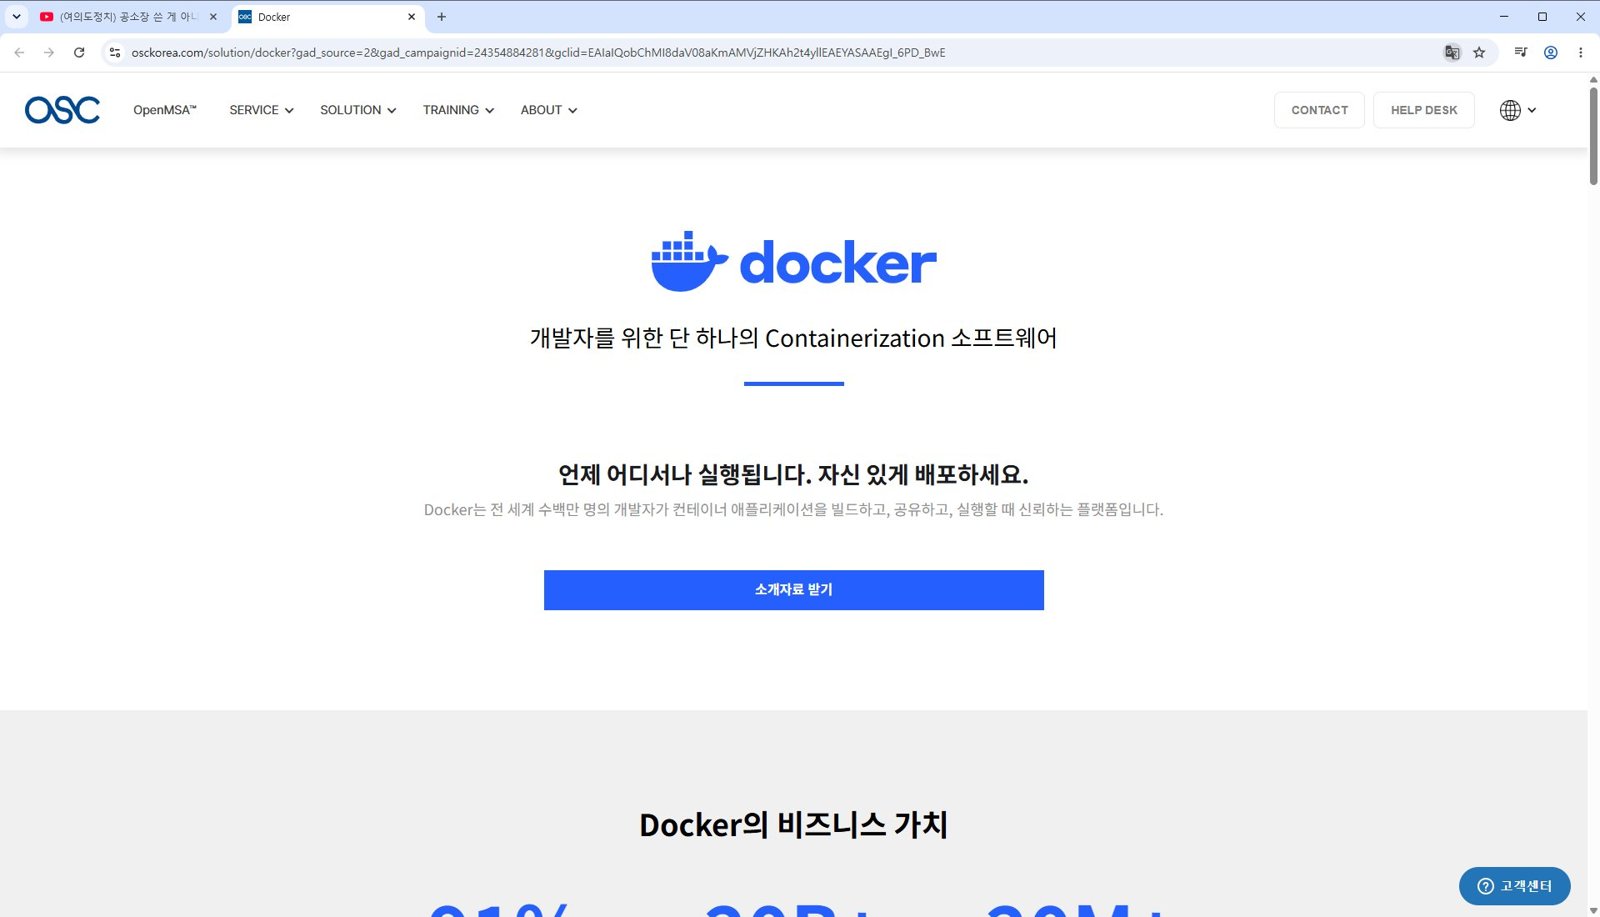 (여의도정치) 공소장 쓴 게 아니
Docker
osckorea.com/solution/docker?gad_source=2&gad_campaignid=24354884281&gclid=EAIaIQobChMI8daV08aKmAMVjZHKAh2t4yllEAEYASAAEgI_6PD_BwE
OSC
OpenMSA™
SERVICE
SOLUTION
TRAINING
ABOUT
CONTACT
HELP DESK
docker
개발자를 위한 단 하나의 Containerization 소프트웨어
언제 어디서나 실행됩니다. 자신 있게 배포하세요.
Docker는 전 세계 수백만 명의 개발자가 컨테이너 애플리케이션을 빌드하고, 공유하고, 실행할 때 신뢰하는 플랫폼입니다.
소개자료 받기
Docker의 비즈니스 가치
고객센터